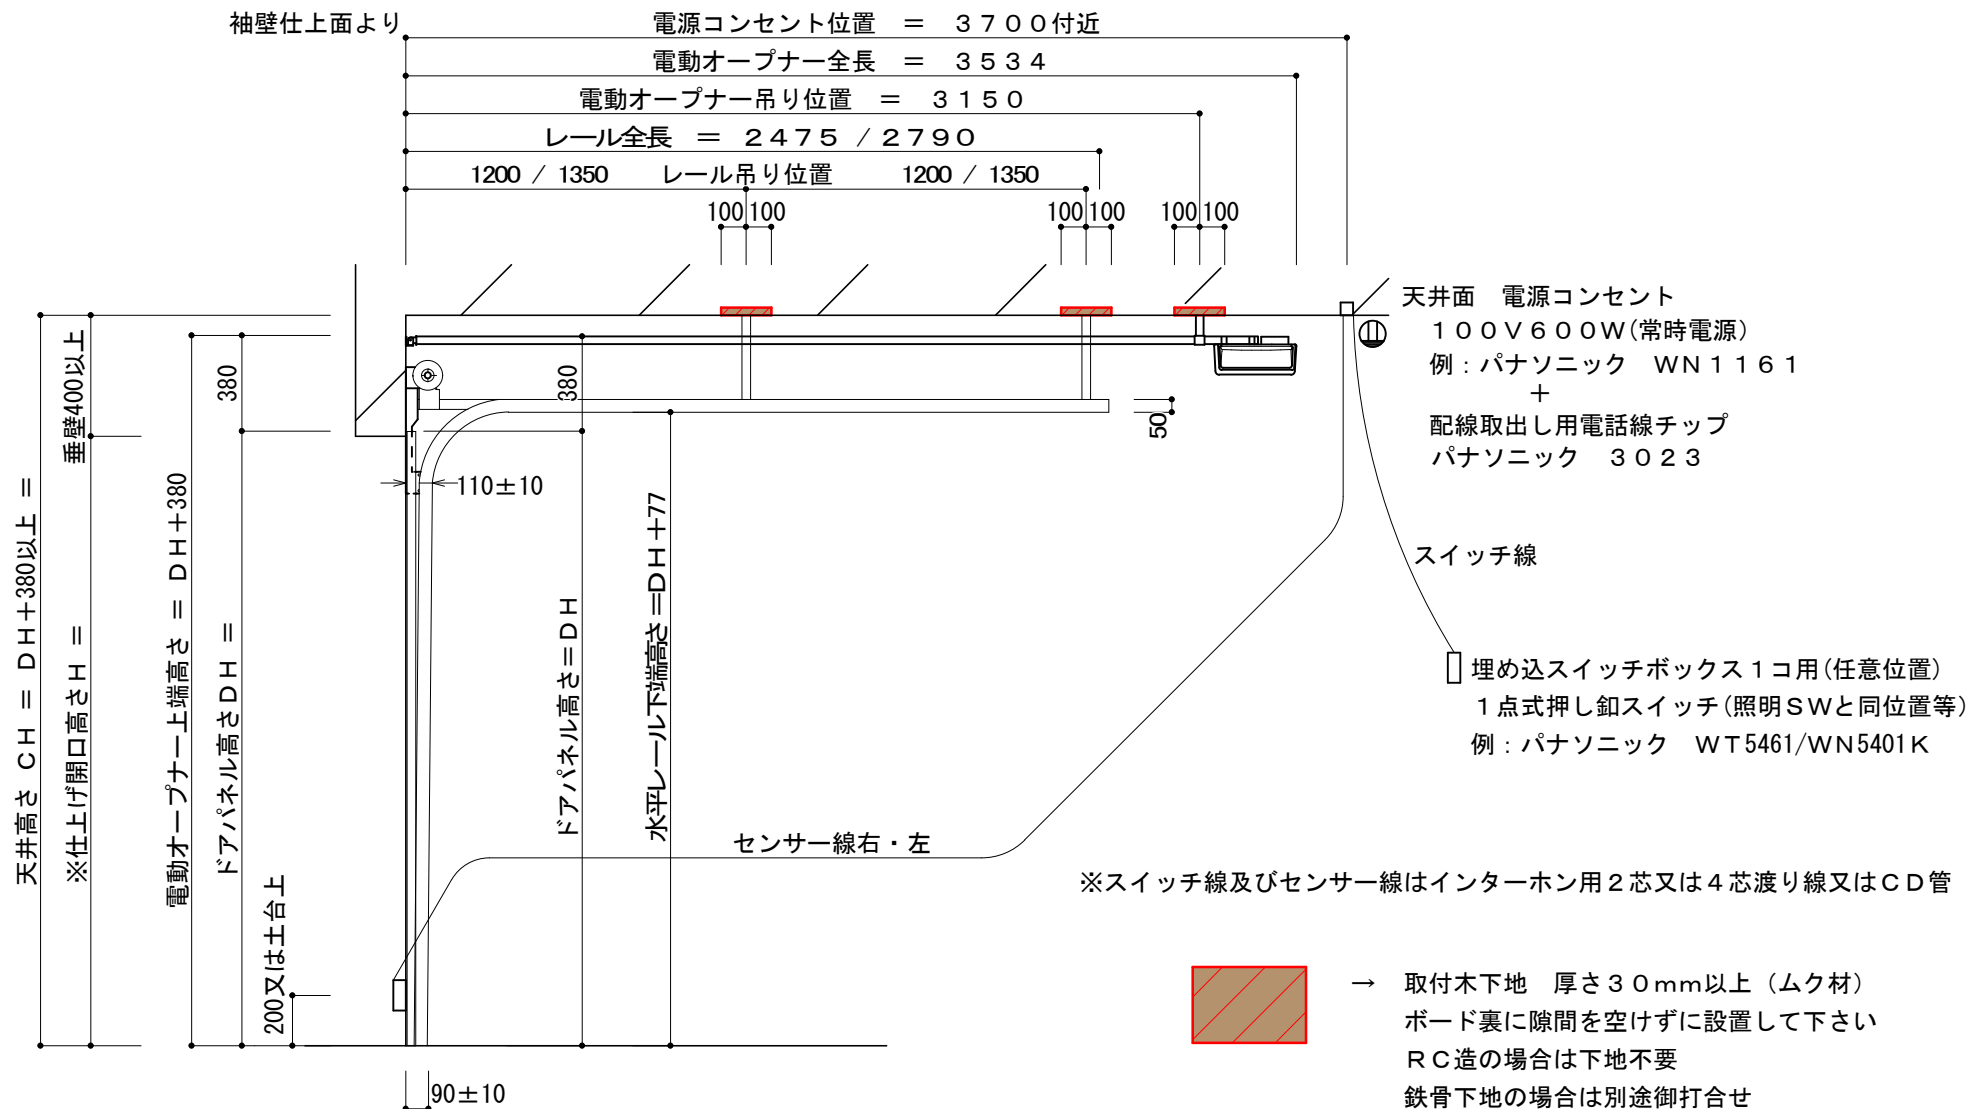 袖壁仕上面より
電源コンセント位置 ＝ ３７００付近
電動オープナー全長 ＝ ３５３４
電動オープナー吊り位置 ＝ ３１５０
レール全長 ＝ ２４７５ / ２７９０
1200 / 1350 レール吊り位置 1200 / 1350
100 100 100 100 100 100
天井面 電源コンセント
１００Ｖ６００Ｗ(常時電源)
例：パナソニック ＷＮ１１６１
＋
配線取出し用電話線チップ
パナソニック ３０２３
垂壁400以上
380
380
50
110±10
天井高さ ＣＨ ＝ ＤＨ＋380以上 ＝
※仕上げ開口高さＨ ＝
電動オープナー上端高さ ＝ ＤＨ＋380
ドアパネル高さＤＨ ＝
ドアパネル高さ＝ＤＨ
水平レール下端高さ＝ＤＨ＋77
スイッチ線
埋め込スイッチボックス１コ用(任意位置)
１点式押し釦スイッチ(照明ＳＷと同位置等)
例：パナソニック ＷＴ5461/ＷＮ5401Ｋ
センサー線右・左
200又は土台上
※スイッチ線及びセンサー線はインターホン用２芯又は４芯渡り線又はＣＤ管
→ 取付木下地 厚さ３０ｍｍ以上（ムク材）
ボード裏に隙間を空けずに設置して下さい
ＲＣ造の場合は下地不要
鉄骨下地の場合は別途御打合せ
90±10